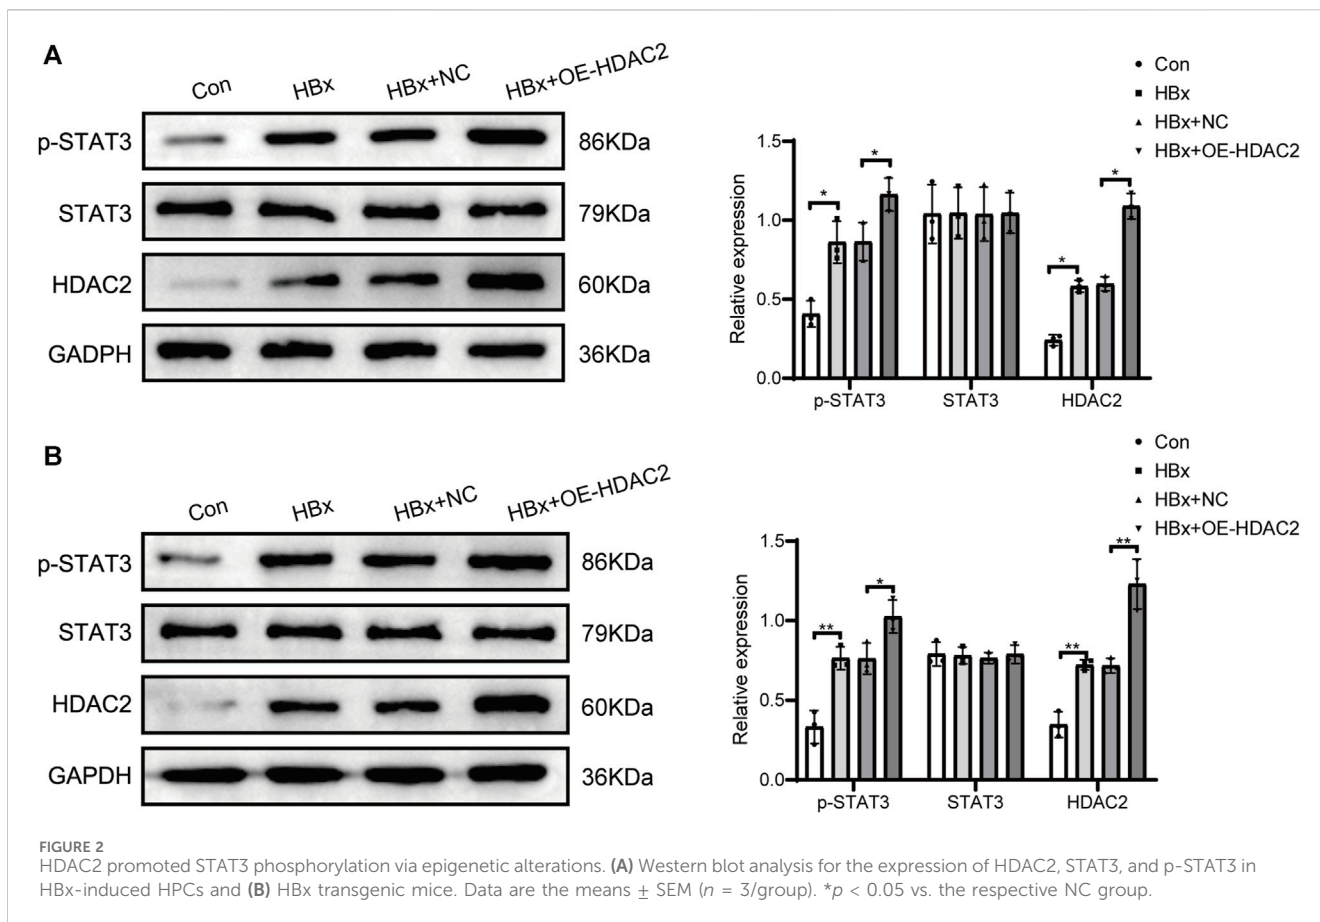 A
Con HBx HBx+NC HBx+OE-HDAC2
p-STAT3 86KDa
STAT3 79KDa
HDAC2 60KDa
GADPH 36KDa
Con
HBx
HBx+NC
HBx+OE-HDAC2
Relative expression
1.5
1.0
0.5
0.0
* * * *
p-STAT3 STAT3 HDAC2
B
Con HBx HBx+NC HBx+OE-HDAC2
p-STAT3 86KDa
STAT3 79KDa
HDAC2 60KDa
GAPDH 36KDa
Con
HBx
HBx+NC
HBx+OE-HDAC2
Relative expression
1.5
1.0
0.5
0.0
** * ** **
p-STAT3 STAT3 HDAC2
FIGURE 2
HDAC2 promoted STAT3 phosphorylation via epigenetic alterations. (A) Western blot analysis for the expression of HDAC2, STAT3, and p-STAT3 in
HBx-induced HPCs and (B) HBx transgenic mice. Data are the means ± SEM (n = 3/group). *p < 0.05 vs. the respective NC group.